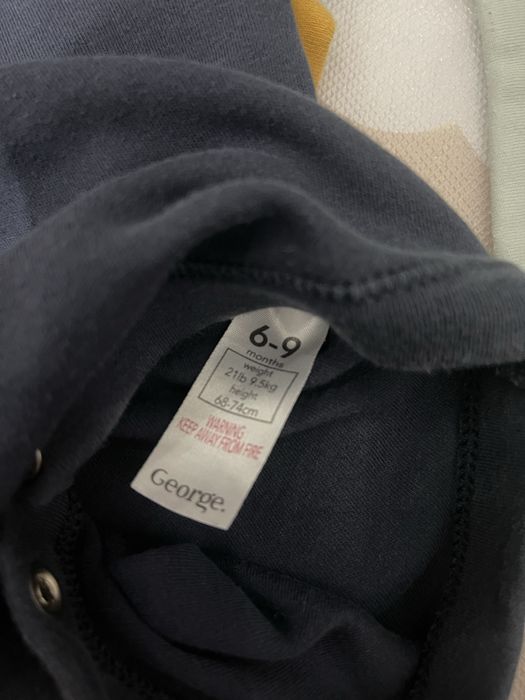 6-9
months
weight
21lb 9.5kg
height
68-74cm
WARNING
KEEP AWAY FROM FIRE
George.